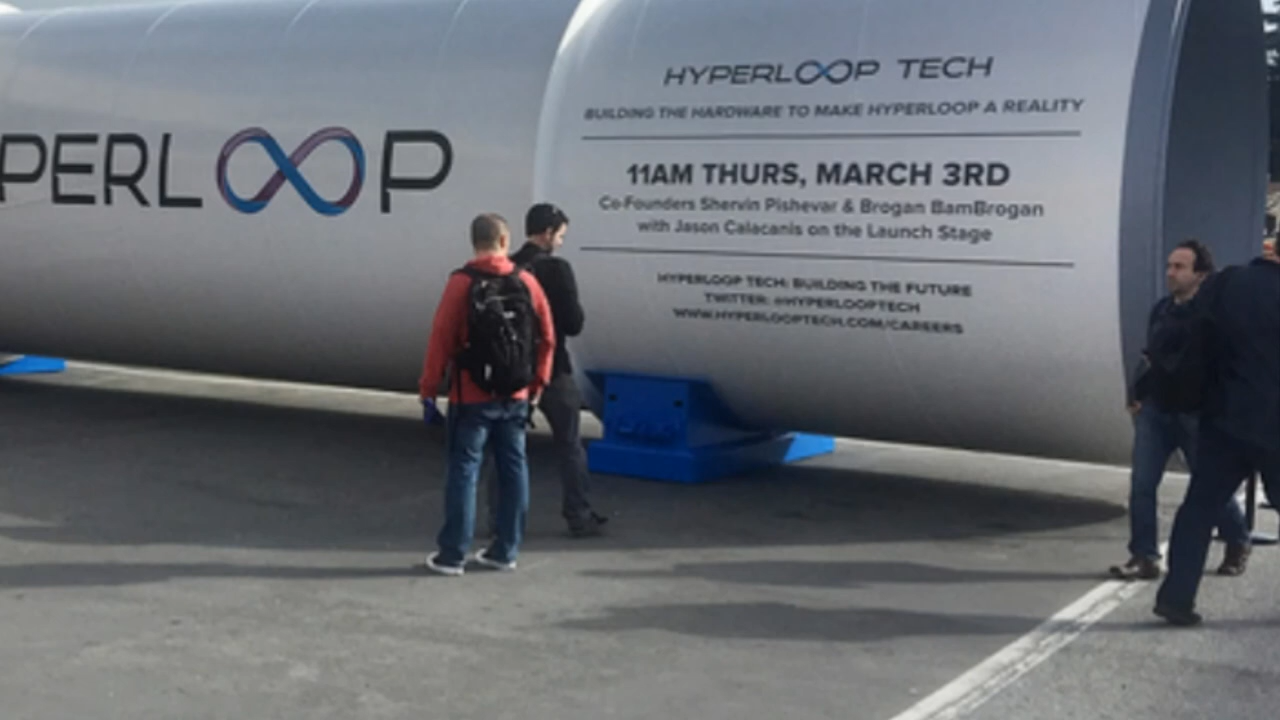 PERLOOP
HYPERLOOP TECH
BUILDING THE HARDWARE TO MAKE HYPERLOOP A REALITY
11AM THURS, MARCH 3RD
Co-Founders Shervin Pishevar & Brogan BamBrogan
with Jason Calacanis on the Launch Stage
HYPERLOOP TECH: BUILDING THE FUTURE
TWITTER: @HYPERLOOPTECH
WWW.HYPERLOOPTECH.COM/CAREERS